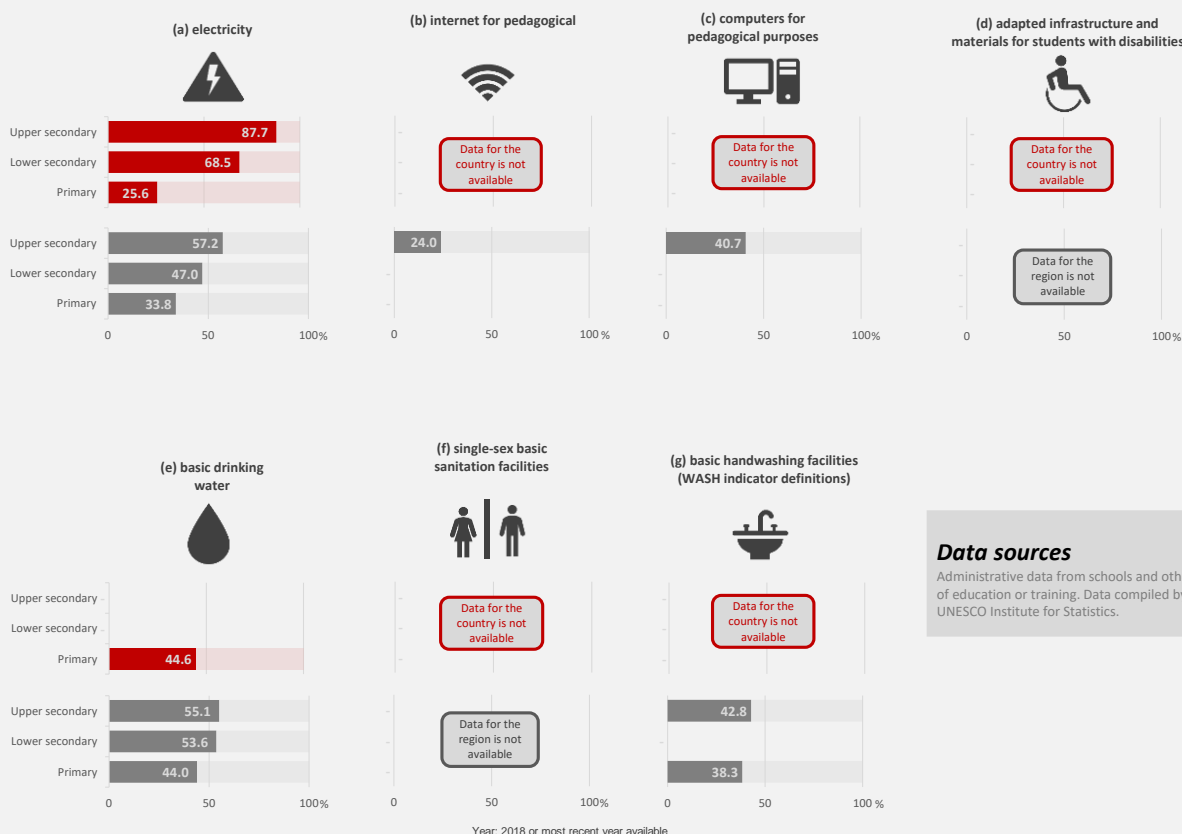 (a) electricity
(b) internet for pedagogical
(c) computers for
pedagogical purposes
(d) adapted infrastructure and
materials for students with disabilities
Upper secondary
87.7
Lower secondary
68.5
Primary
25.6
Data for the
country is not
available
Data for the
country is not
available
Data for the
country is not
available
Upper secondary
57.2
Lower secondary
47.0
Primary
33.8
24.0
40.7
Data for the
region is not
available
0 50 100%
0 50 100%
0 50 100%
0 50 100%
(e) basic drinking
water
(f) single-sex basic
sanitation facilities
(g) basic handwashing facilities
(WASH indicator definitions)
Data sources
Administrative data from schools and oth
of education or training. Data compiled by
UNESCO Institute for Statistics.
Upper secondary
Lower secondary
Primary
44.6
Data for the
country is not
available
Data for the
country is not
available
Upper secondary
55.1
Lower secondary
53.6
Primary
44.0
Data for the
region is not
available
42.8
38.3
0 50 100%
0 50 100%
0 50 100%
Year: 2018 or most recent year available